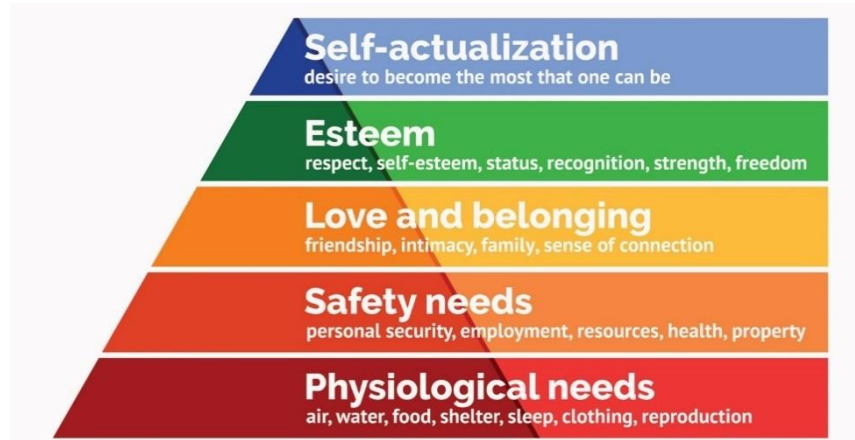 Self-actualization
desire to become the most that one can be
Esteem
respect, self-esteem, status, recognition, strength, freedom
Love and belonging
friendship, intimacy, family, sense of connection
Safety needs
personal security, employment, resources, health, property
Physiological needs
air, water, food, shelter, sleep, clothing, reproduction